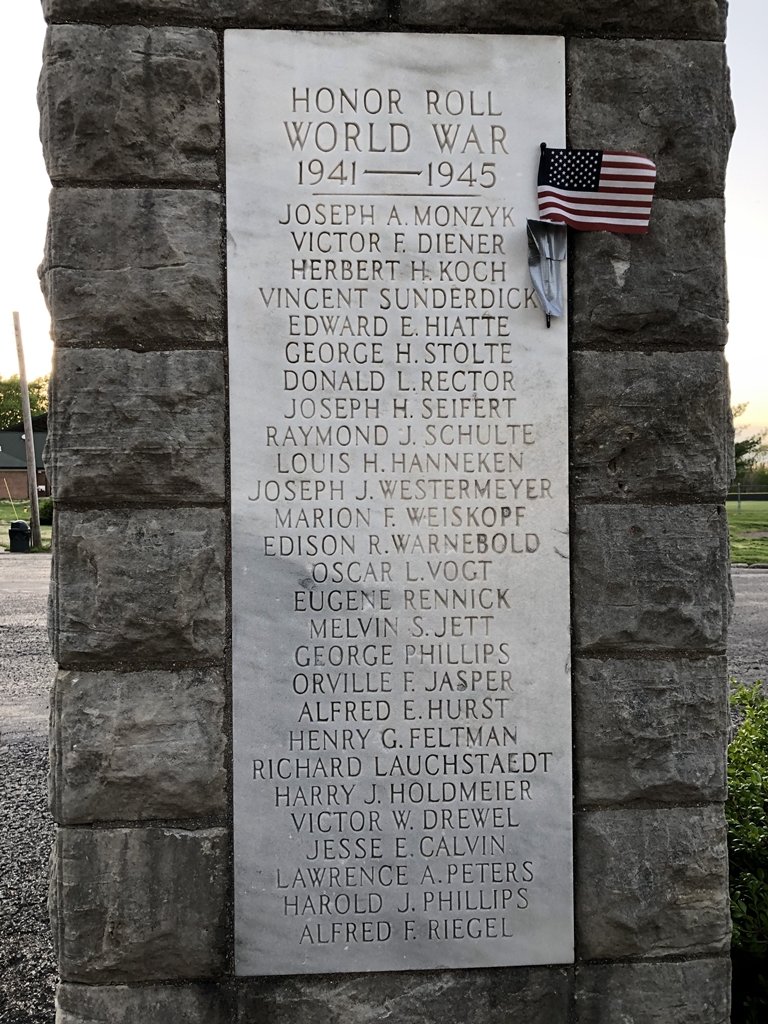 HONOR ROLL
WORLD WAR
1941 — 1945
JOSEPH A. MONZYK
VICTOR F. DIENER
HERBERT H. KOCH
VINCENT SUNDERDICK
EDWARD E. HIATTE
GEORGE H. STOLTE
DONALD L. RECTOR
JOSEPH H. SEIFERT
RAYMOND J. SCHULTE
LOUIS H. HANNEKEN
JOSEPH J. WESTERMEYER
MARION F. WEISKOPF
EDISON R. WARNEBOLD
OSCAR L. VOGT
EUGENE RENNICK
MELVIN S. JETT
GEORGE PHILLIPS
ORVILLE F. JASPER
ALFRED E. HURST
HENRY G. FELTMAN
RICHARD LAUCHSTAEDT
HARRY J. HOLDMEIER
VICTOR W. DREWEL
JESSE E. CALVIN
LAWRENCE A. PETERS
HAROLD J. PHILLIPS
ALFRED F. RIEGEL